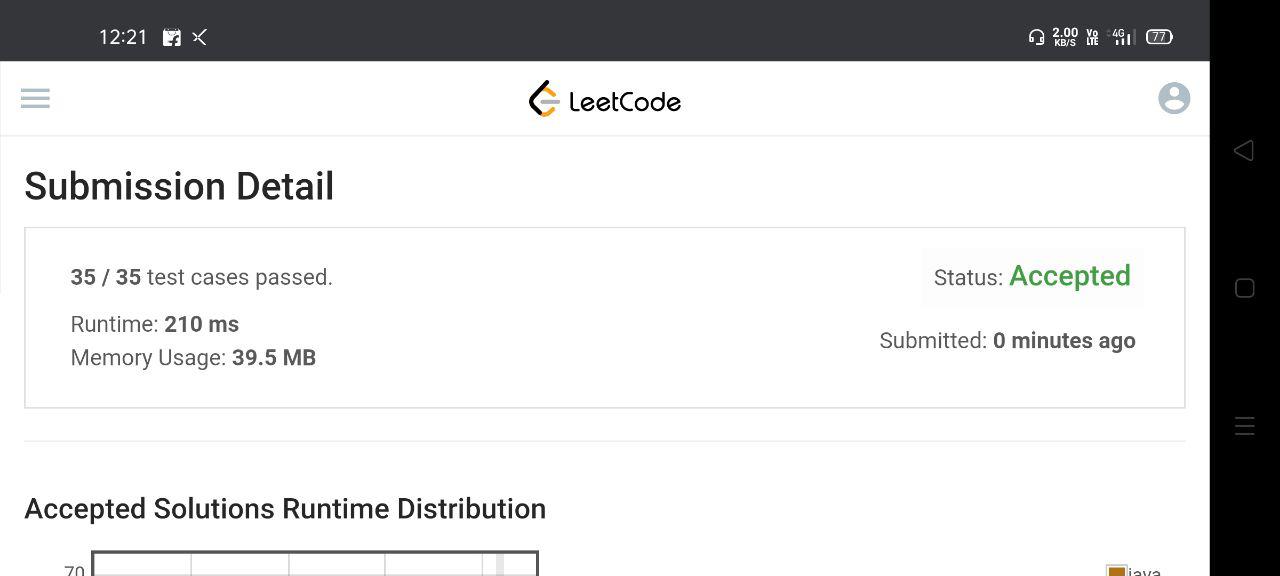 12:21
2.00 KB/S Vo LTE 4G 77
LeetCode
Submission Detail
35 / 35 test cases passed.
Status: Accepted
Runtime: 210 ms
Submitted: 0 minutes ago
Memory Usage: 39.5 MB
Accepted Solutions Runtime Distribution
70
java